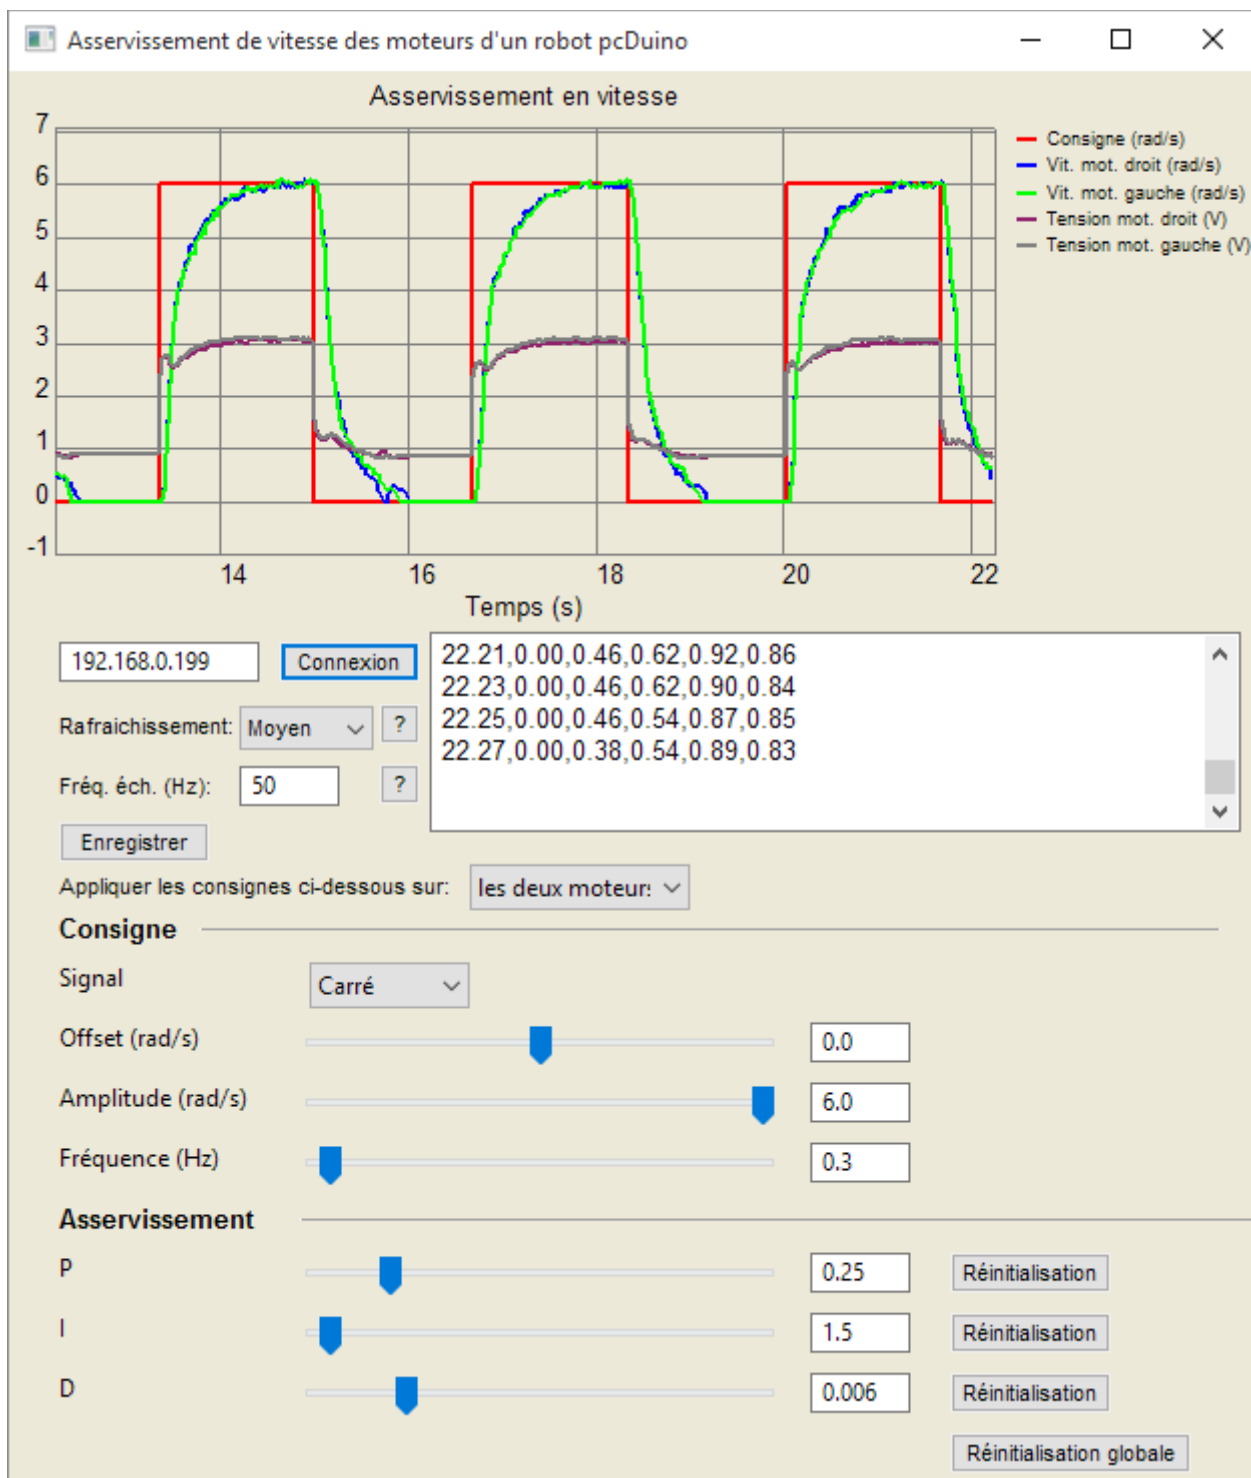 Asservissement de vitesse des moteurs d'un robot pcDuino
Asservissement en vitesse
7
6
5
4
3
2
1
0
-1
14 16 18 20 22
Temps (s)
Consigne (rad/s)
Vit. mot. droit (rad/s)
Vit. mot. gauche (rad/s)
Tension mot. droit (V)
Tension mot. gauche (V)
192.168.0.199 Connexion
Rafraichissement: Moyen ?
Fréq. éch. (Hz): 50 ?
Enregistrer
22.21,0.00,0.46,0.62,0.92,0.86
22.23,0.00,0.46,0.62,0.90,0.84
22.25,0.00,0.46,0.54,0.87,0.85
22.27,0.00,0.38,0.54,0.89,0.83
Appliquer les consignes ci-dessous sur: les deux moteurs
Consigne
Signal Carré
Offset (rad/s) 0.0
Amplitude (rad/s) 6.0
Fréquence (Hz) 0.3
Asservissement
P 0.25 Réinitialisation
I 1.5 Réinitialisation
D 0.006 Réinitialisation
Réinitialisation globale